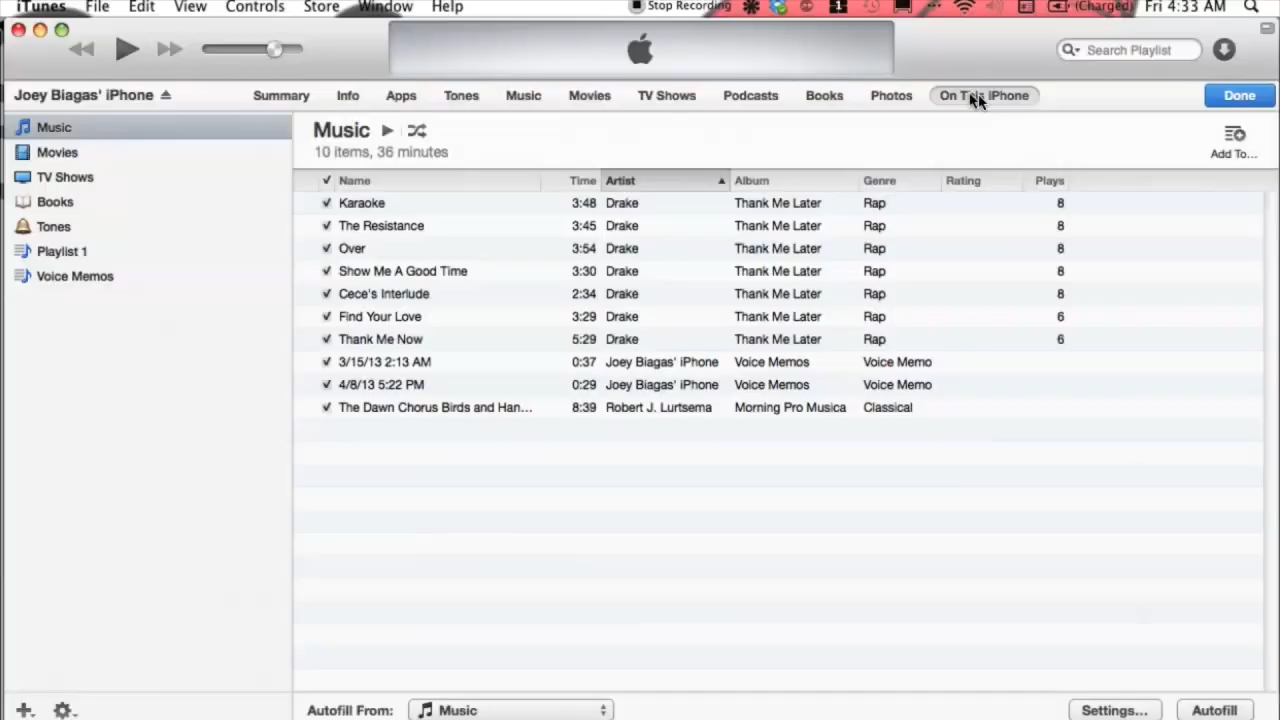 iTunes File Edit View Controls Store Window Help Stop Recording 1 (Charged) Fri 4:33 AM
Search Playlist
Joey Biagas' iPhone Summary Info Apps Tones Music Movies TV Shows Podcasts Books Photos On This iPhone Done
Music
Movies
TV Shows
Books
Tones
Playlist 1
Voice Memos
Music
10 items, 36 minutes
Add To...
Name Time Artist Album Genre Rating Plays
Karaoke 3:48 Drake Thank Me Later Rap 8
The Resistance 3:45 Drake Thank Me Later Rap 8
Over 3:54 Drake Thank Me Later Rap 8
Show Me A Good Time 3:30 Drake Thank Me Later Rap 8
Cece's Interlude 2:34 Drake Thank Me Later Rap 8
Find Your Love 3:29 Drake Thank Me Later Rap 6
Thank Me Now 5:29 Drake Thank Me Later Rap 6
3/15/13 2:13 AM 0:37 Joey Biagas' iPhone Voice Memos Voice Memo
4/8/13 5:22 PM 0:29 Joey Biagas' iPhone Voice Memos Voice Memo
The Dawn Chorus Birds and Han... 8:39 Robert J. Lurtsema Morning Pro Musica Classical
Autofill From: Music Settings... Autofill